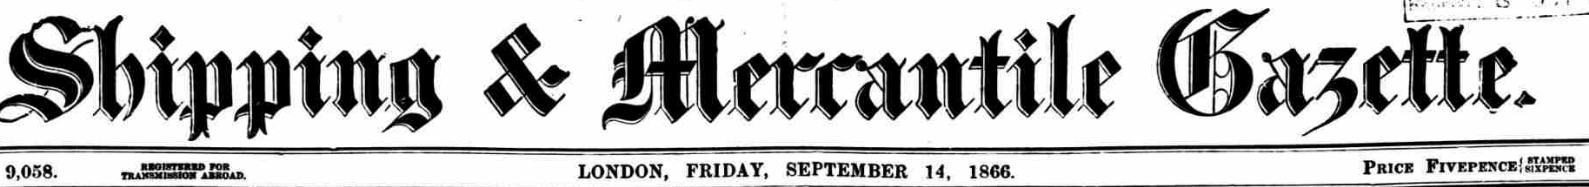 Shipping & Mercantile Gazette.
9,058. REGISTERED FOR TRANSMISSION ABROAD. LONDON, FRIDAY, SEPTEMBER 14, 1866. PRICE FIVEPENCE { STAMPED SIXPENCE